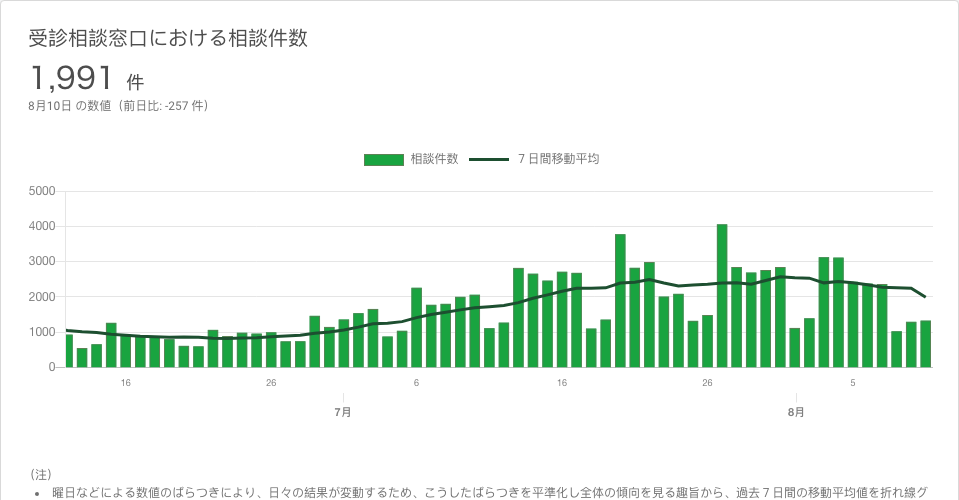 受診相談窓口における相談件数
1,991 件
8月10日 の数値（前日比: -257 件）
相談件数 7日間移動平均
5000
4000
3000
2000
1000
0
16 26 6 16 26 5
7月 8月
（注）
• 曜日などによる数値のばらつきにより、日々の結果が変動するため、こうしたばらつきを平準化し全体の傾向を見る趣旨から、過去７日間の移動平均値を折れ線グ